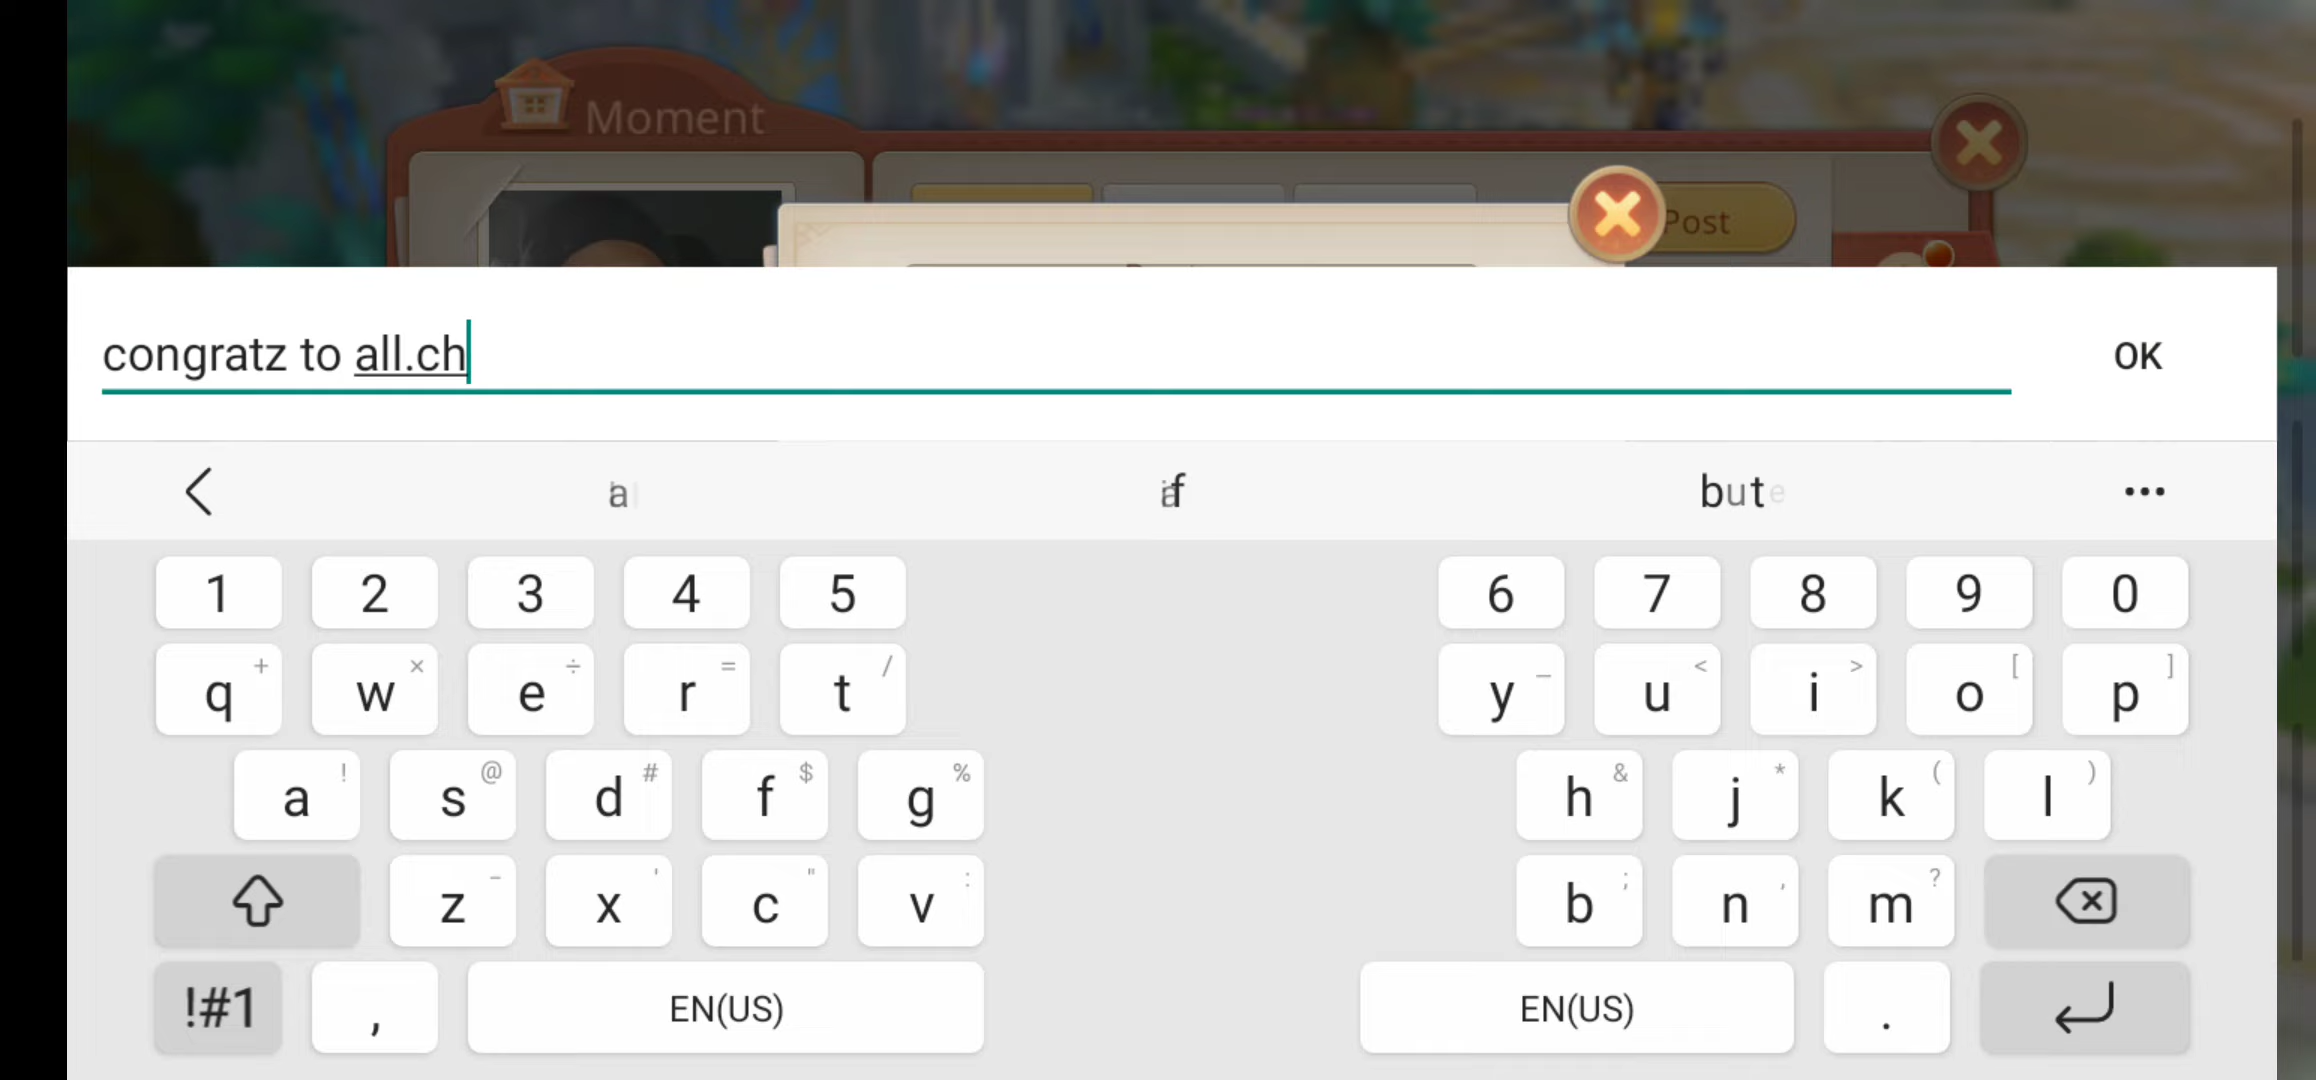 Moment
Post
congratz to all.ch
OK
but
1 2 3 4 5 6 7 8 9 0
q + w × e ÷ r = t / y _ u < i > o [ p ]
a ! s @ d # f $ g % h & j * k ( l )
z - x ' c " v : b ; n , m ?
!#1 , EN(US) EN(US) .